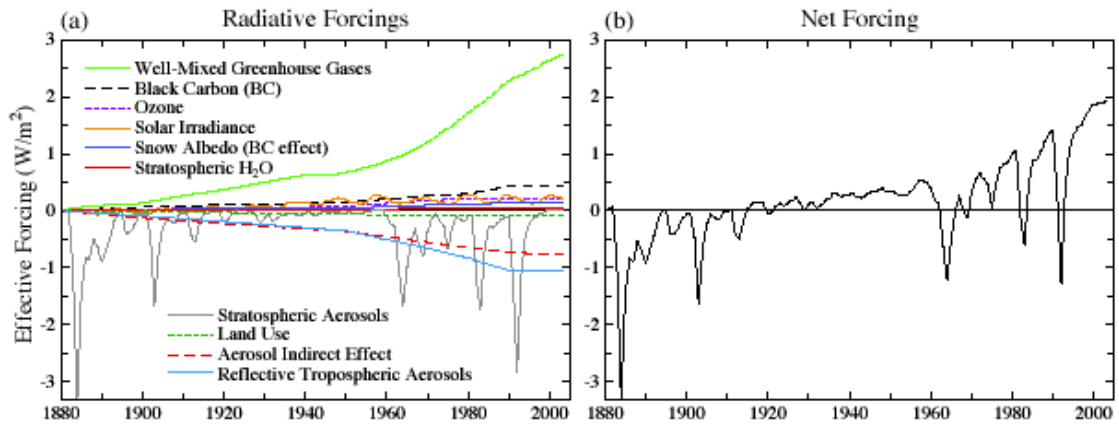 (a) Radiative Forcings
Effective Forcing (W/m²)
3
2
1
0
-1
-2
-3
Well-Mixed Greenhouse Gases
Black Carbon (BC)
Ozone
Solar Irradiance
Snow Albedo (BC effect)
Stratospheric H₂O
Stratospheric Aerosols
Land Use
Aerosol Indirect Effect
Reflective Tropospheric Aerosols
1880 1900 1920 1940 1960 1980 2000
(b) Net Forcing
3
2
1
0
-1
-2
-3
1880 1900 1920 1940 1960 1980 2000